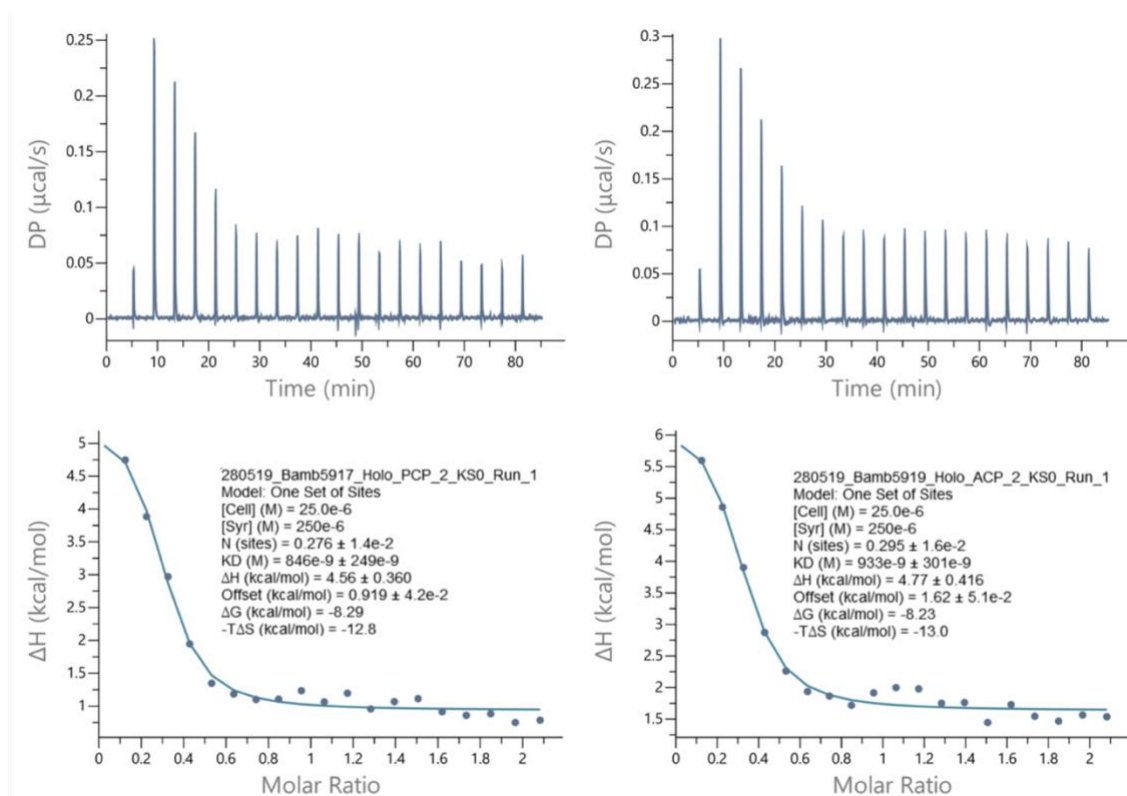 0.25
0.2
0.15
0.1
0.05
0
DP (µcal/s)
0 10 20 30 40 50 60 70 80
Time (min)
0.3
0.25
0.2
0.15
0.1
0.05
0
DP (µcal/s)
0 10 20 30 40 50 60 70 80
Time (min)
5
4.5
4
3.5
3
2.5
2
1.5
1
ΔH (kcal/mol)
280519_Bamb5917_Holo_PCP_2_KS0_Run_1
Model: One Set of Sites
[Cell] (M) = 25.0e-6
[Syr] (M) = 250e-6
N (sites) = 0.276 ± 1.4e-2
KD (M) = 846e-9 ± 249e-9
ΔH (kcal/mol) = 4.56 ± 0.360
Offset (kcal/mol) = 0.919 ± 4.2e-2
ΔG (kcal/mol) = -8.29
-TΔS (kcal/mol) = -12.8
0 0.2 0.4 0.6 0.8 1 1.2 1.4 1.6 1.8 2
Molar Ratio
6
5.5
5
4.5
4
3.5
3
2.5
2
1.5
ΔH (kcal/mol)
280519_Bamb5919_Holo_ACP_2_KS0_Run_1
Model: One Set of Sites
[Cell] (M) = 25.0e-6
[Syr] (M) = 250e-6
N (sites) = 0.295 ± 1.6e-2
KD (M) = 933e-9 ± 301e-9
ΔH (kcal/mol) = 4.77 ± 0.416
Offset (kcal/mol) = 1.62 ± 5.1e-2
ΔG (kcal/mol) = -8.23
-TΔS (kcal/mol) = -13.0
0 0.2 0.4 0.6 0.8 1 1.2 1.4 1.6 1.8 2
Molar Ratio